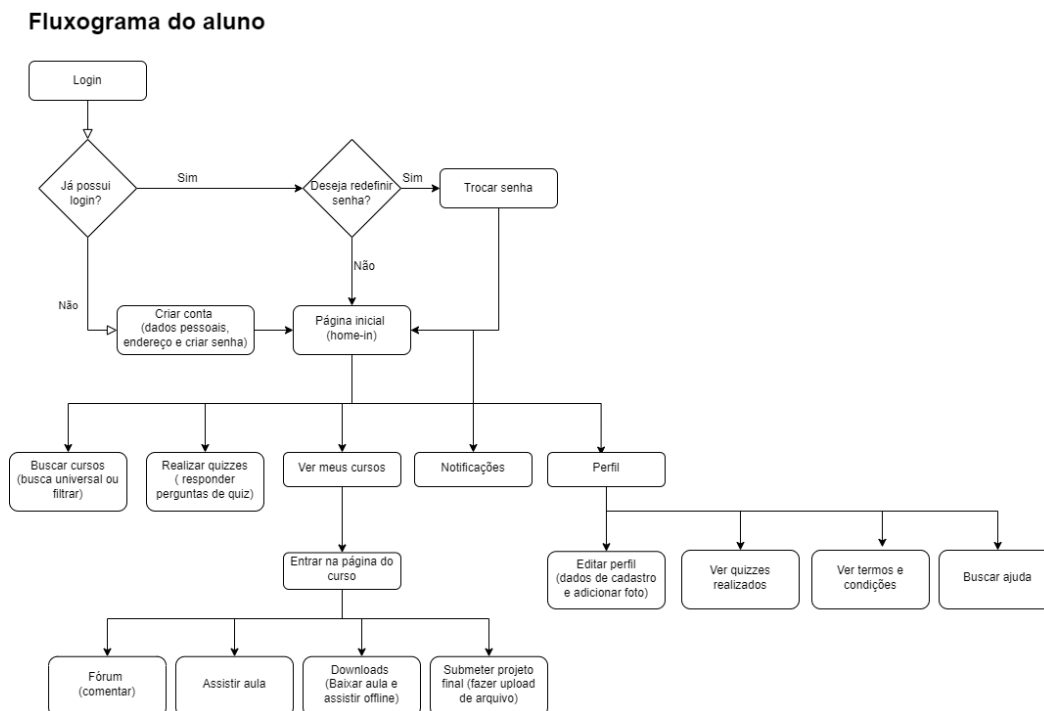 Fluxograma do aluno
Login
Já possui
login?
Sim
Deseja redefinir
senha?
Sim
Trocar senha
Não
Não
Criar conta
(dados pessoais,
endereço e criar senha)
Página inicial
(home-in)
Buscar cursos
(busca universal ou
filtrar)
Realizar quizzes
( responder
perguntas de quiz)
Ver meus cursos
Notificações
Perfil
Entrar na página do
curso
Editar perfil
(dados de cadastro
e adicionar foto)
Ver quizzes
realizados
Ver termos e
condições
Buscar ajuda
Fórum
(comentar)
Assistir aula
Downloads
(Baixar aula e
assistir offline)
Submeter projeto
final (fazer upload
de arquivo)